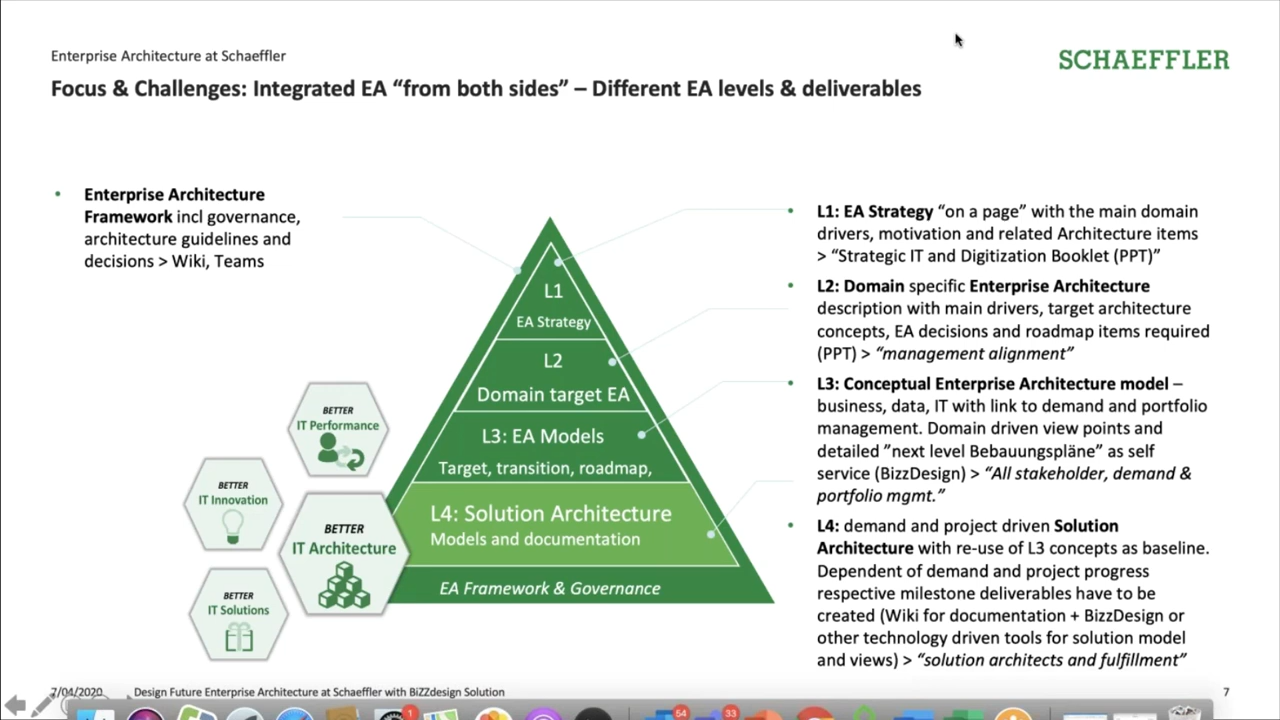 Enterprise Architecture at Schaeffler
SCHAEFFLER
Focus & Challenges: Integrated EA “from both sides” – Different EA levels & deliverables
• Enterprise Architecture
Framework incl governance,
architecture guidelines and
decisions > Wiki, Teams
L1
EA Strategy
L2
Domain target EA
L3: EA Models
Target, transition, roadmap,
L4: Solution Architecture
Models and documentation
EA Framework & Governance
BETTER
IT Performance
BETTER
IT Innovation
BETTER
IT Architecture
BETTER
IT Solutions
• L1: EA Strategy “on a page” with the main domain
drivers, motivation and related Architecture items
> “Strategic IT and Digitization Booklet (PPT)”
• L2: Domain specific Enterprise Architecture
description with main drivers, target architecture
concepts, EA decisions and roadmap items required
(PPT) > “management alignment”
• L3: Conceptual Enterprise Architecture model –
business, data, IT with link to demand and portfolio
management. Domain driven view points and
detailed ”next level Bebauungspläne” as self
service (BizzDesign) > “All stakeholder, demand &
portfolio mgmt.”
• L4: demand and project driven Solution
Architecture with re-use of L3 concepts as baseline.
Dependent of demand and project progress
respective milestone deliverables have to be
created (Wiki for documentation + BizzDesign or
other technology driven tools for solution model
and views) > “solution architects and fulfillment”
7/04/2020
Design Future Enterprise Architecture at Schaeffler with BiZZdesign Solution
7
1
54
33